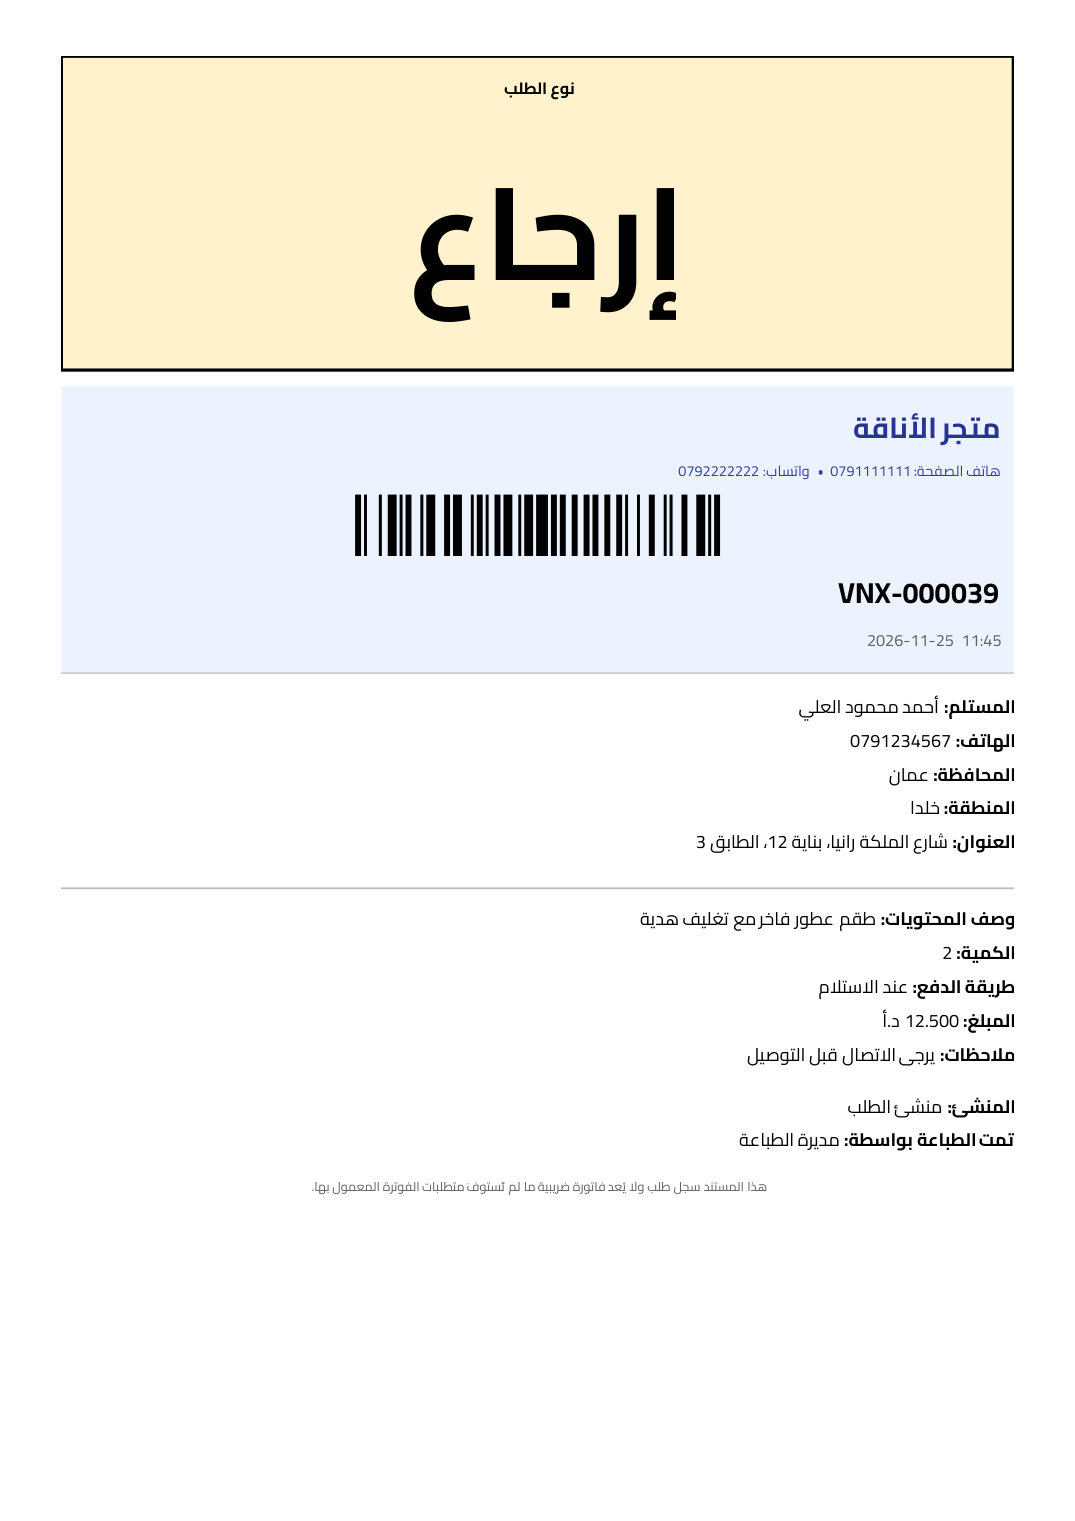 نوع الطلب
إرجاع
متجر الأناقة
هاتف الصفحة: 0791111111 • واتساب: 0792222222
VNX-000039
2026-11-25 11:45
المستلم: أحمد محمود العلي
الهاتف: 0791234567
المحافظة: عمان
المنطقة: خلدا
العنوان: شارع الملكة رانيا، بناية 12، الطابق 3
وصف المحتويات: طقم عطور فاخر مع تغليف هدية
الكمية: 2
طريقة الدفع: عند الاستلام
المبلغ: 12.500 د.أ
ملاحظات: يرجى الاتصال قبل التوصيل
المنشئ: منشئ الطلب
تمت الطباعة بواسطة: مديرة الطباعة
هذا المستند سجل طلب ولا يُعد فاتورة ضريبية ما لم تُستوفَ متطلبات الفوترة المعمول بها.